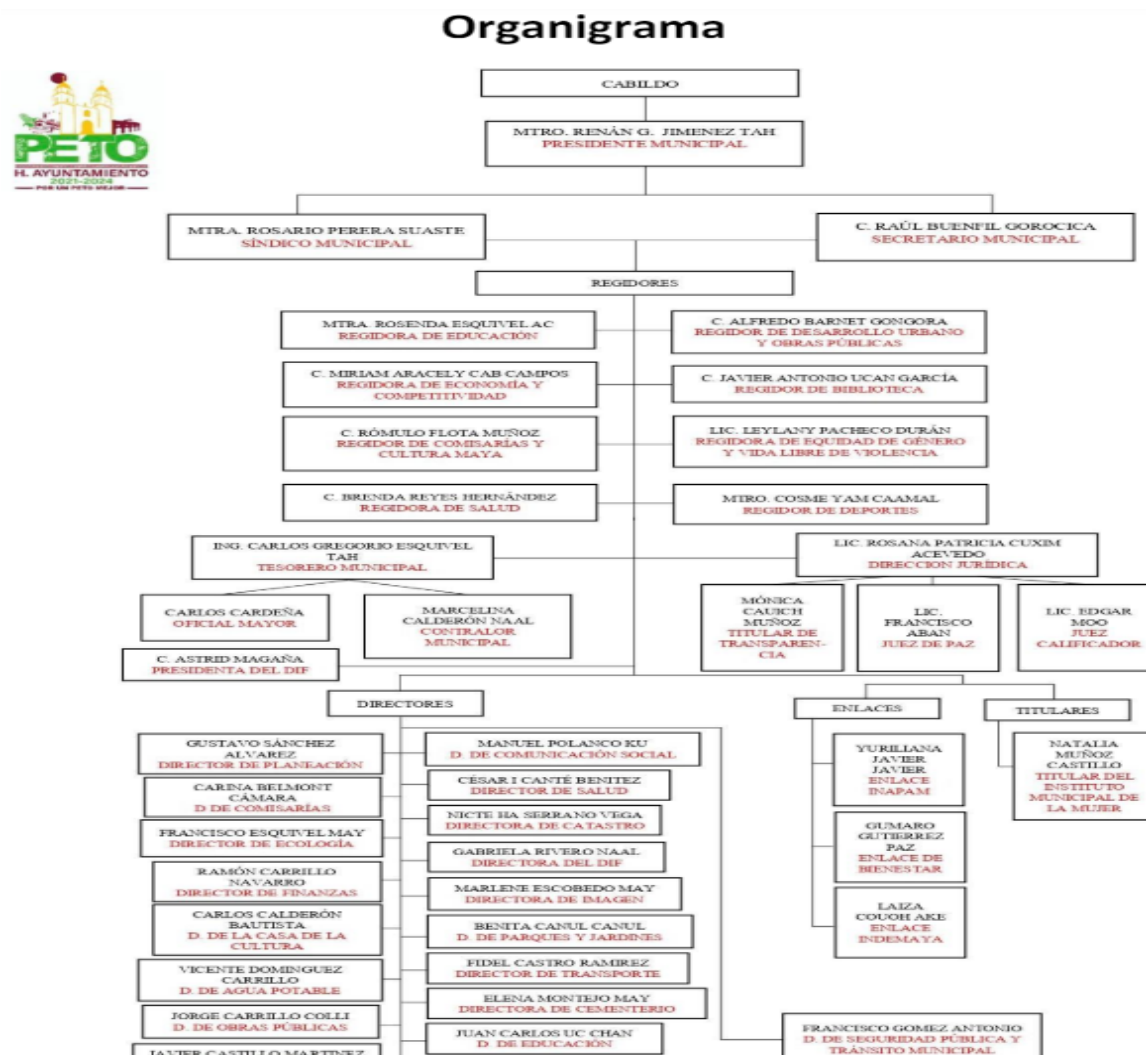 Organigrama
PETO
H. AYUNTAMIENTO
2021-2024
POR UN PETO MEJOR
CABILDO
MTRO. RENÁN G. JIMENEZ TAH
PRESIDENTE MUNICIPAL
MTRA. ROSARIO PERERA SUASTE
SÍNDICO MUNICIPAL
C. RAÚL BUENFIL GOROCICA
SECRETARIO MUNICIPAL
REGIDORES
MTRA. ROSENDA ESQUIVEL AC
REGIDORA DE EDUCACIÓN
C. ALFREDO BARNET GONGORA
REGIDOR DE DESARROLLO URBANO
Y OBRAS PÚBLICAS
C. MIRIAM ARACELY CAB CAMPOS
REGIDORA DE ECONOMÍA Y
COMPETITIVIDAD
C. JAVIER ANTONIO UCAN GARCÍA
REGIDOR DE BIBLIOTECA
C. RÓMULO FLOTA MUÑOZ
REGIDOR DE COMISARÍAS Y
CULTURA MAYA
LIC. LEYLANY PACHECO DURÁN
REGIDORA DE EQUIDAD DE GÉNERO
Y VIDA LIBRE DE VIOLENCIA
C. BRENDA REYES HERNÁNDEZ
REGIDORA DE SALUD
MTRO. COSME YAM CAAMAL
REGIDOR DE DEPORTES
ING. CARLOS GREGORIO ESQUIVEL
TAH
TESORERO MUNICIPAL
LIC. ROSANA PATRICIA CUXIM
ACEVEDO
DIRECCION JURÍDICA
CARLOS CARDEÑA
OFICIAL MAYOR
MARCELINA
CALDERÓN NAAL
CONTRALOR
MUNICIPAL
MÓNICA
CAUICH
MUÑOZ
TITULAR DE
TRANSPAREN-
CIA
LIC.
FRANCISCO
ABAN
JUEZ DE PAZ
LIC. EDGAR
MOO
JUEZ
CALIFICADOR
C. ASTRID MAGAÑA
PRESIDENTA DEL DIF
DIRECTORES
ENLACES
TITULARES
GUSTAVO SÁNCHEZ
ALVAREZ
DIRECTOR DE PLANEACIÓN
CARINA BELMONT
CÁMARA
D. DE COMISARÍAS
FRANCISCO ESQUIVEL MAY
DIRECTOR DE ECOLOGÍA
RAMÓN CARRILLO
NAVARRO
DIRECTOR DE FINANZAS
CARLOS CALDERÓN
BAUTISTA
D. DE LA CASA DE LA
CULTURA
VICENTE DOMINGUEZ
CARRILLO
D. DE AGUA POTABLE
JORGE CARRILLO COLLI
D. DE OBRAS PÚBLICAS
JAVIER CASTILLO MARTINEZ
MANUEL POLANCO KU
D. DE COMUNICACIÓN SOCIAL
CÉSAR I CANTÉ BENITEZ
DIRECTOR DE SALUD
NICTE HA SERRANO VEGA
DIRECTORA DE CATASTRO
GABRIELA RIVERO NAAL
DIRECTORA DEL DIF
MARLENE ESCOBEDO MAY
DIRECTORA DE IMAGEN
BENITA CANUL CANUL
D. DE PARQUES Y JARDINES
FIDEL CASTRO RAMIREZ
DIRECTOR DE TRANSPORTE
ELENA MONTEJO MAY
DIRECTORA DE CEMENTERIO
JUAN CARLOS UC CHAN
D. DE EDUCACIÓN
YURILIANA
JAVIER
JAVIER
ENLACE
INAPAM
GUMARO
GUTIERREZ
PAZ
ENLACE DE
BIENESTAR
LAIZA
COUOH AKE
ENLACE
INDEMAYA
NATALIA
MUÑOZ
CASTILLO
TITULAR DEL
INSTITUTO
MUNICIPAL DE
LA MUJER
FRANCISCO GOMEZ ANTONIO
D. DE SEGURIDAD PÚBLICA Y
TRÁNSITO MUNICIPAL